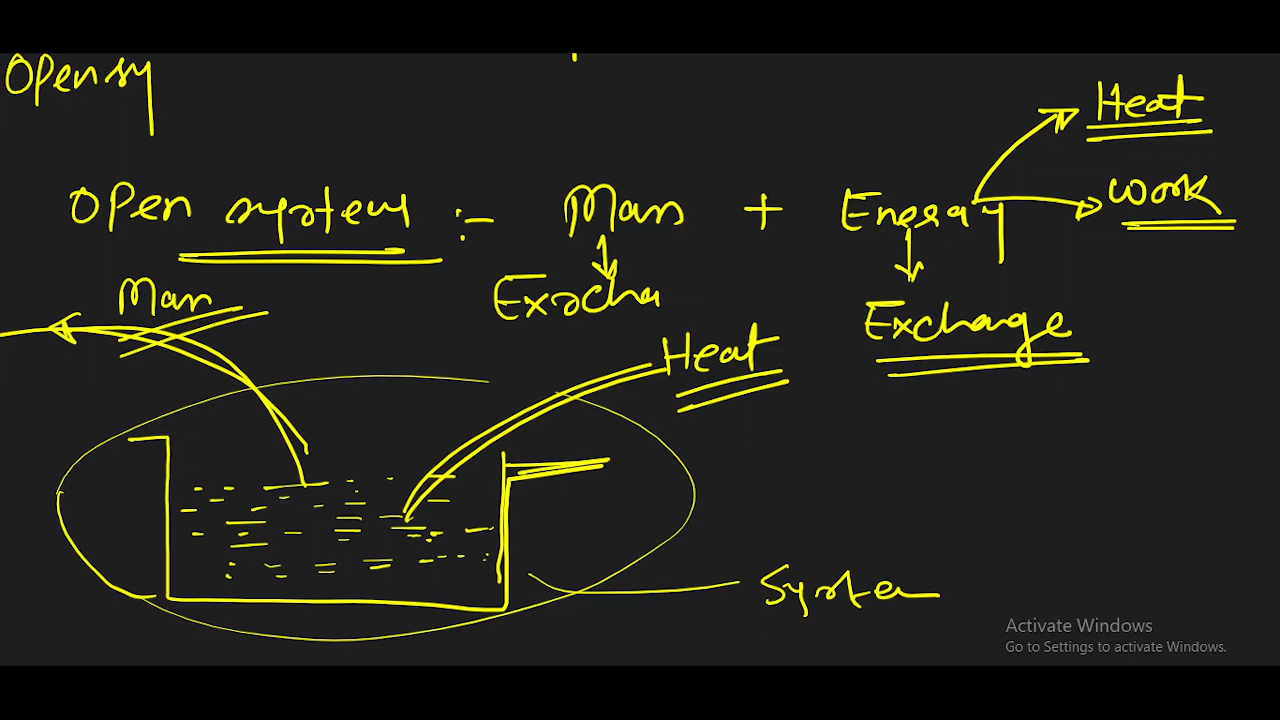 Open sy
Heat
Open system :- Mass + Energy
Work
Mass
Exocha
Exchange
Heat
System
Activate Windows
Go to Settings to activate Windows.